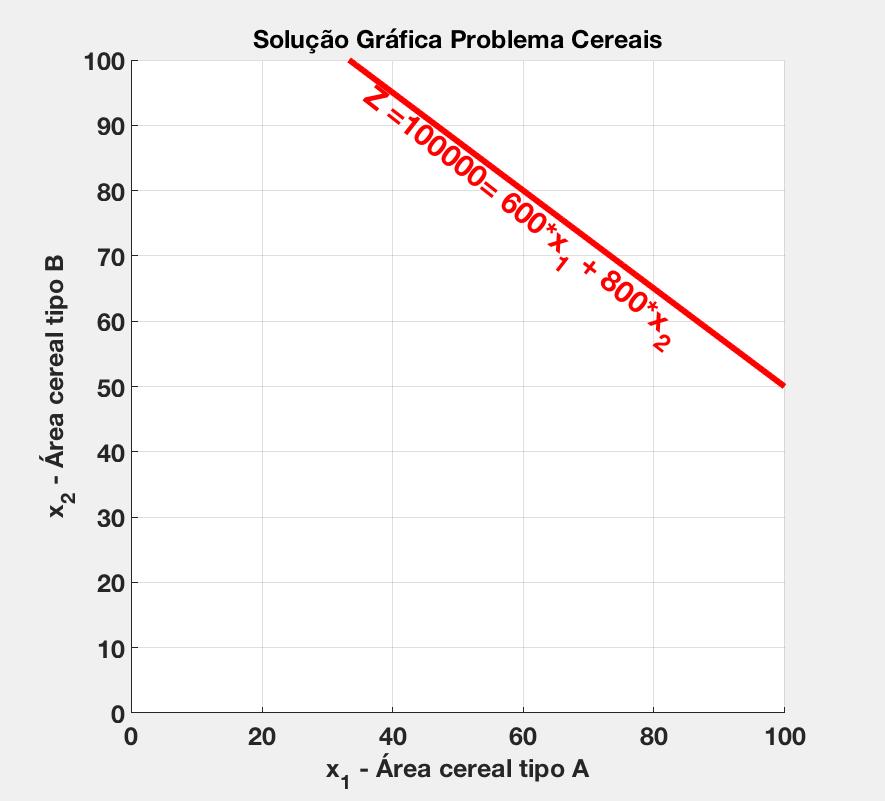 Solução Gráfica Problema Cereais
100
90
80
70
60
50
40
30
20
10
0
x2 - Área cereal tipo B
Z =100000= 600*x1 + 800*x2
0 20 40 60 80 100
x1 - Área cereal tipo A